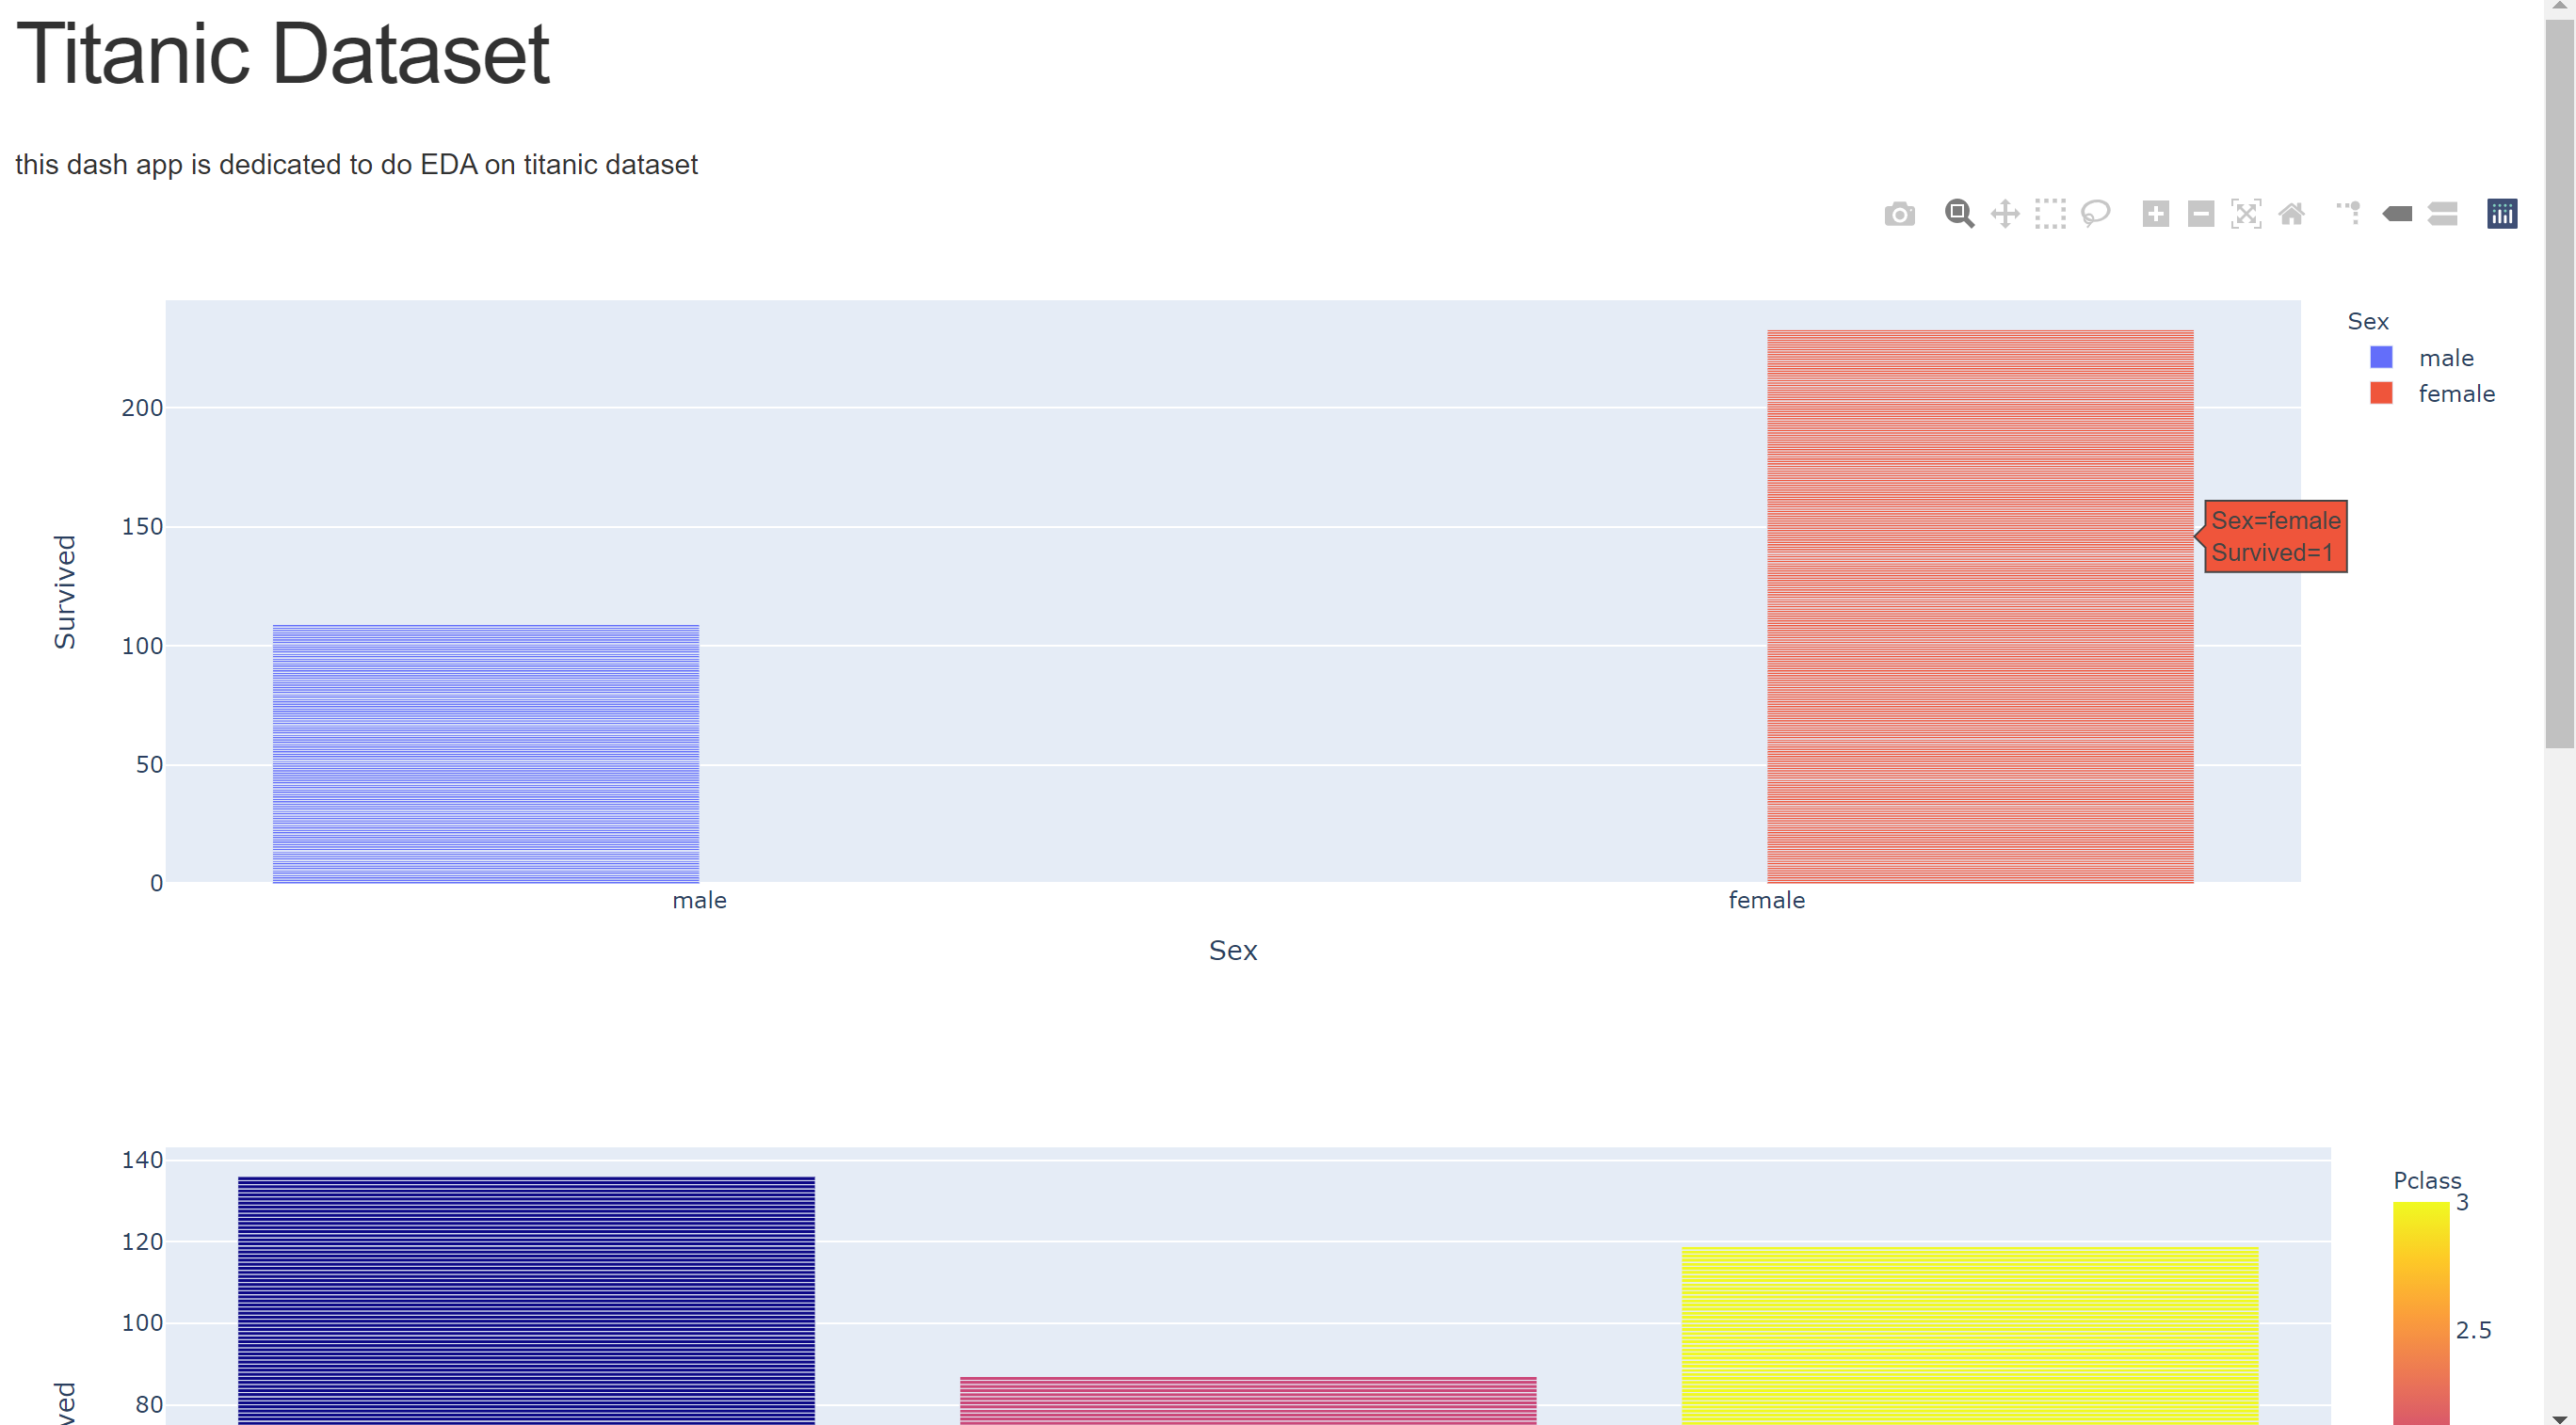 Titanic Dataset
this dash app is dedicated to do EDA on titanic dataset
Sex
male
female
200
150
100
50
0
Survived
Sex=female
Survived=1
male
female
Sex
140
120
100
80
ved
Pclass
3
2.5